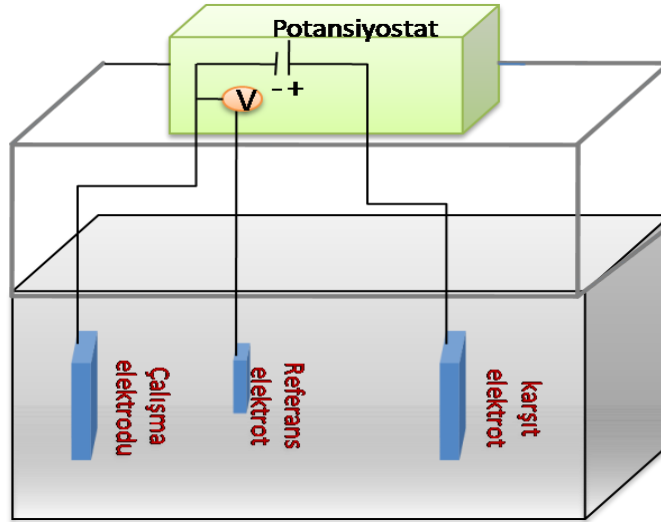 Potansiyostat
- +
V
Çalışma
elektrodu
Referans
elektrot
karşıt
elektrot